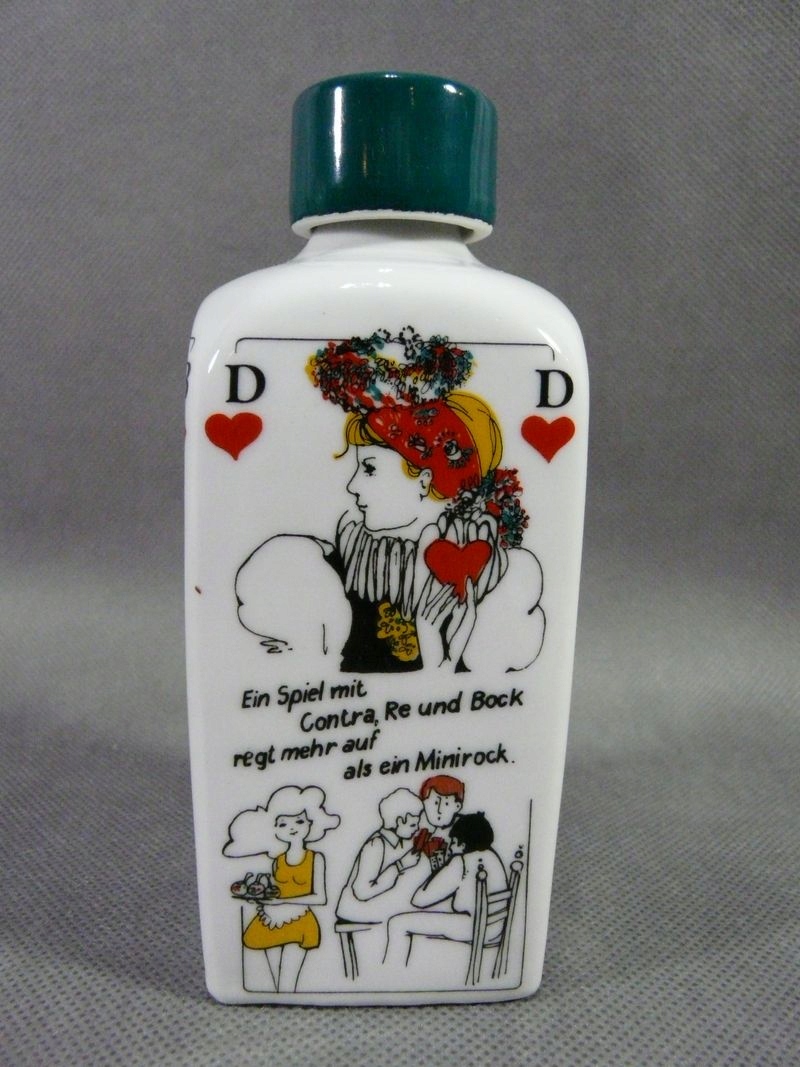 D D
Ein Spiel mit
Contra, Re und Bock
regt mehr auf
als ein Minirock.